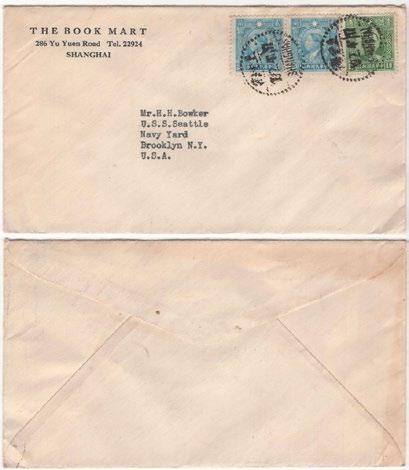 THE BOOK MART
286 Yu Yuen Road Tel. 22924
SHANGHAI
Mr.H.H.Bowker
U.S.S.Seattle
Navy Yard
Brooklyn N.Y.
U.S.A.